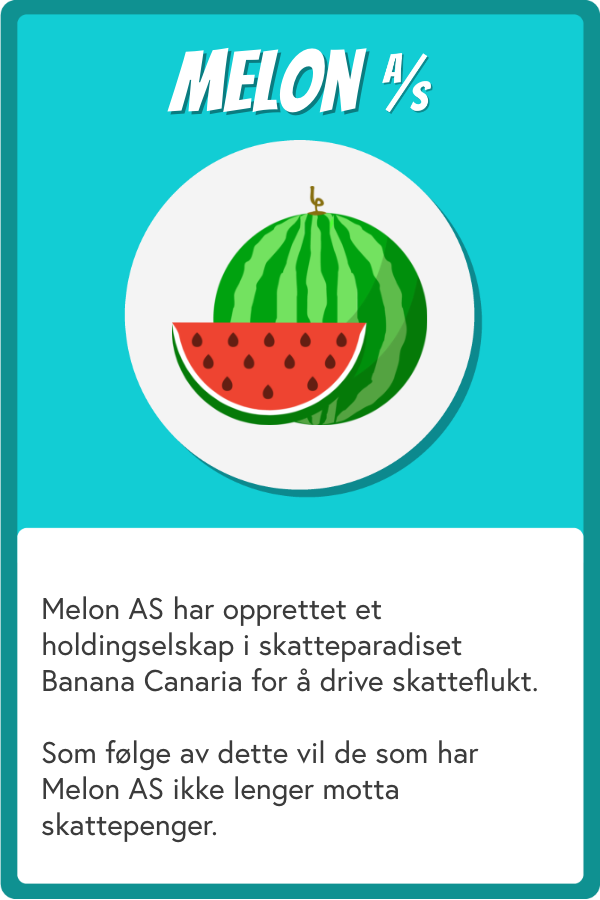 MELON A/S
Melon AS har opprettet et
holdingselskap i skatteparadiset
Banana Canaria for å drive skatteflukt.
Som følge av dette vil de som har
Melon AS ikke lenger motta
skattepenger.